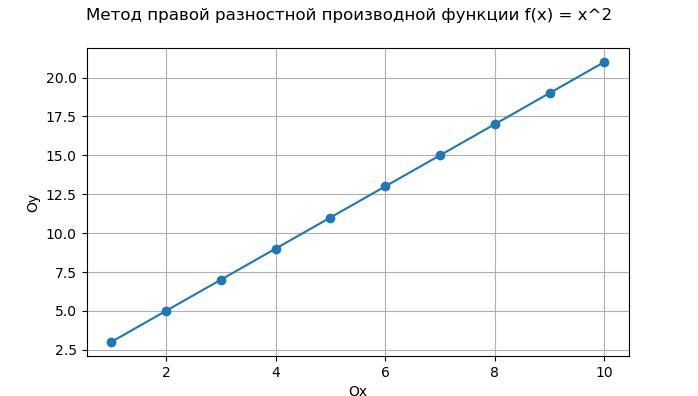 Метод правой разностной производной функции f(x) = x^2
20.0
17.5
15.0
12.5
10.0
7.5
5.0
2.5
Oy
2 4 6 8 10
Ox